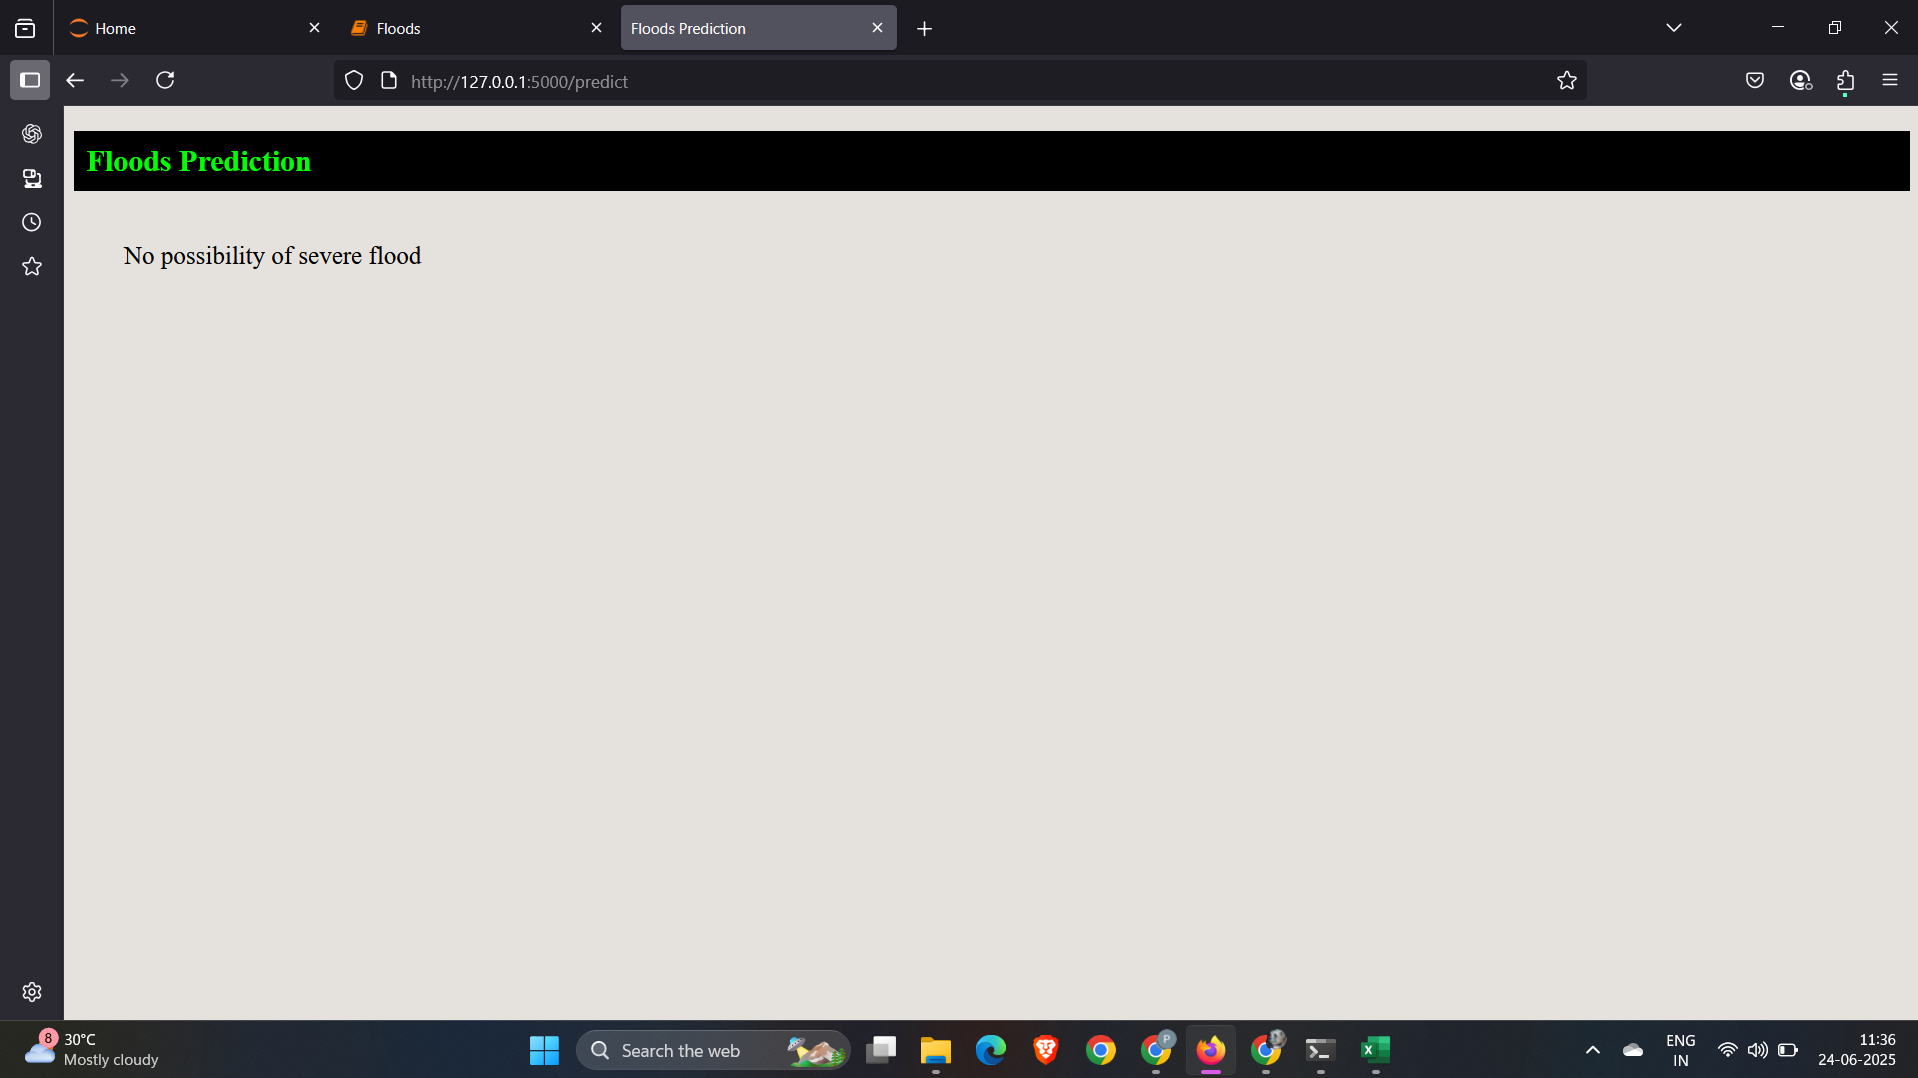 Home
Floods
Floods Prediction
http://127.0.0.1:5000/predict
Floods Prediction
No possibility of severe flood
8
30°C
Mostly cloudy
Search the web
P
ENG
IN
11:36
24-06-2025